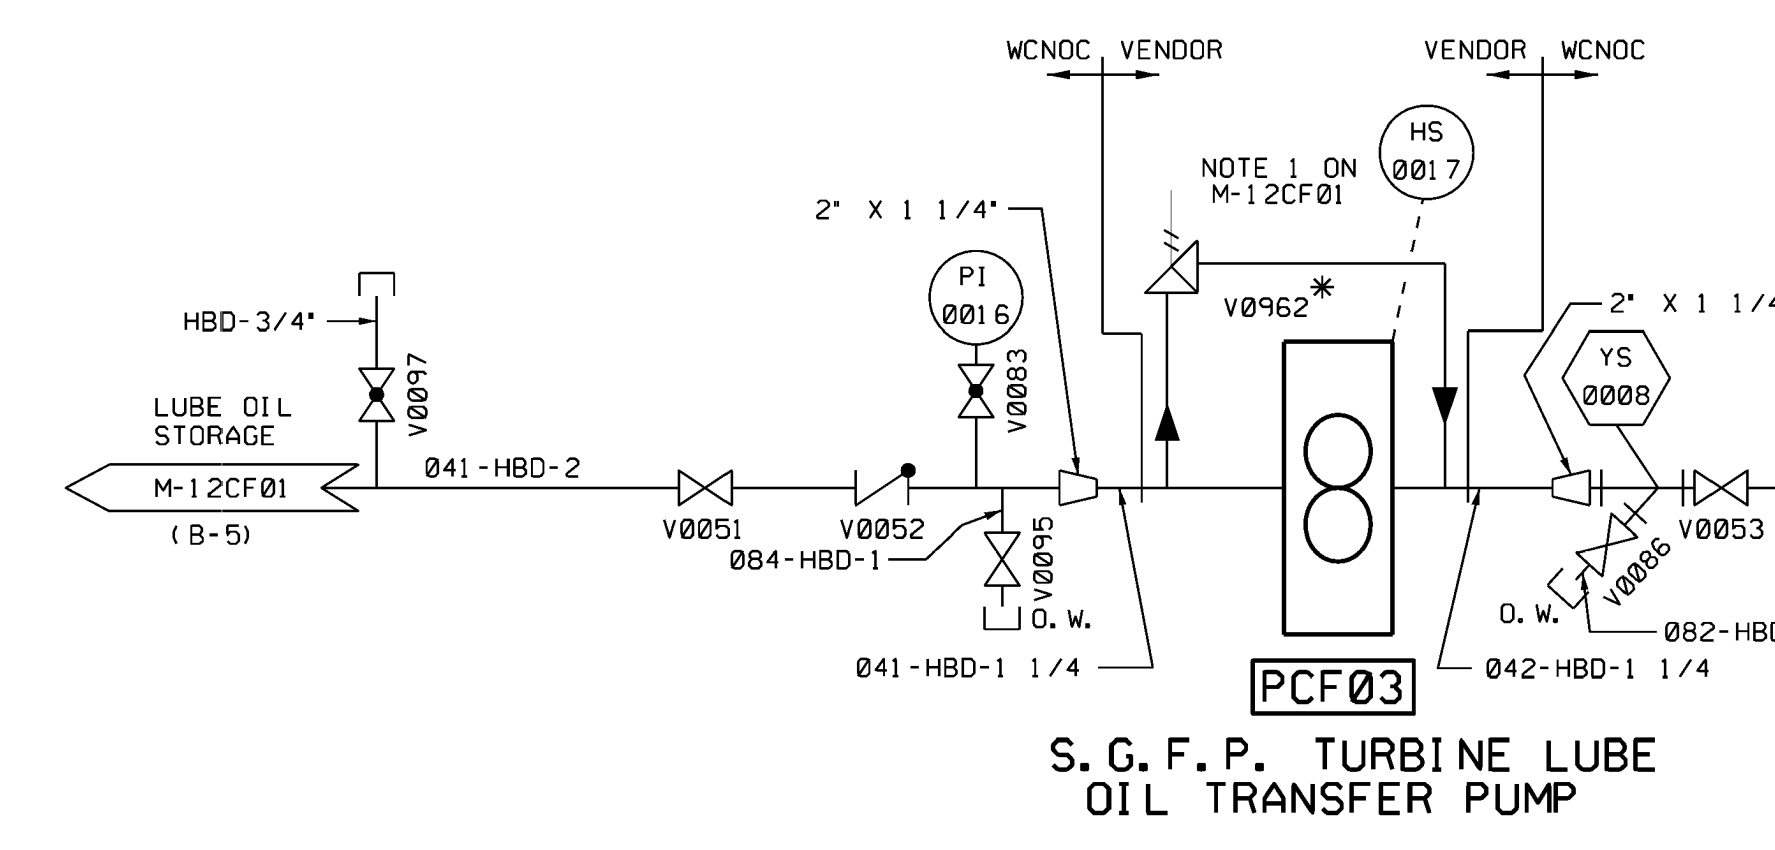 WCNOC VENDOR
VENDOR WCNOC
HS
0017
NOTE 1 ON
M-12CF01
2" X 1 1/4"
PI
0016
HBD-3/4"
V0097
V0083
V0962 *
2" X 1 1/4
YS
0008
LUBE OIL
STORAGE
M-12CF01
(B-5)
041-HBD-2
V0051
V0052
084-HBD-1
V0095
O.W.
V0053
V0086
O.W.
082-HBD
041-HBD-1 1/4
042-HBD-1 1/4
PCF03
S.G.F.P. TURBINE LUBE
OIL TRANSFER PUMP